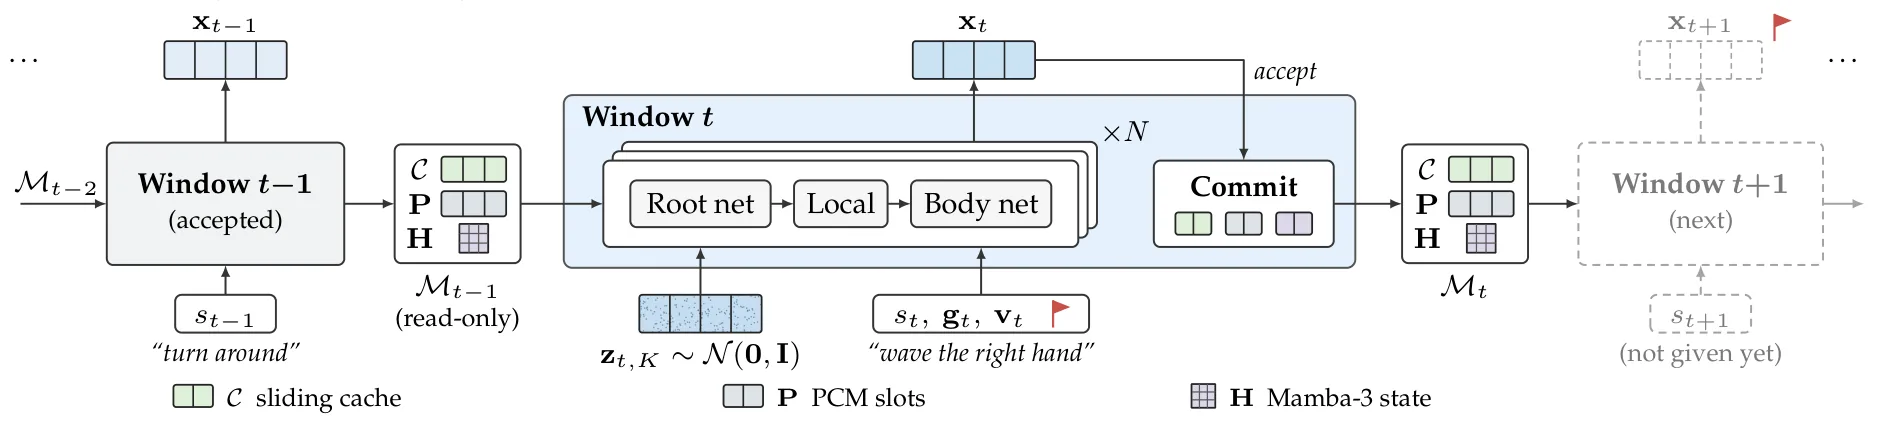 x_{t−1}
x_t
x_{t+1}
...
...
accept
Window t
×N
M_{t−2}
Window t−1
(accepted)
C
P
H
Root net
Local
Body net
Commit
C
P
H
Window t+1
(next)
M_{t−1}
(read-only)
M_t
s_{t−1}
s_t, g_t, v_t
s_{t+1}
“turn around”
z_{t,K} ∼ N(0, I)
“wave the right hand”
(not given yet)
C sliding cache
P PCM slots
H Mamba-3 state